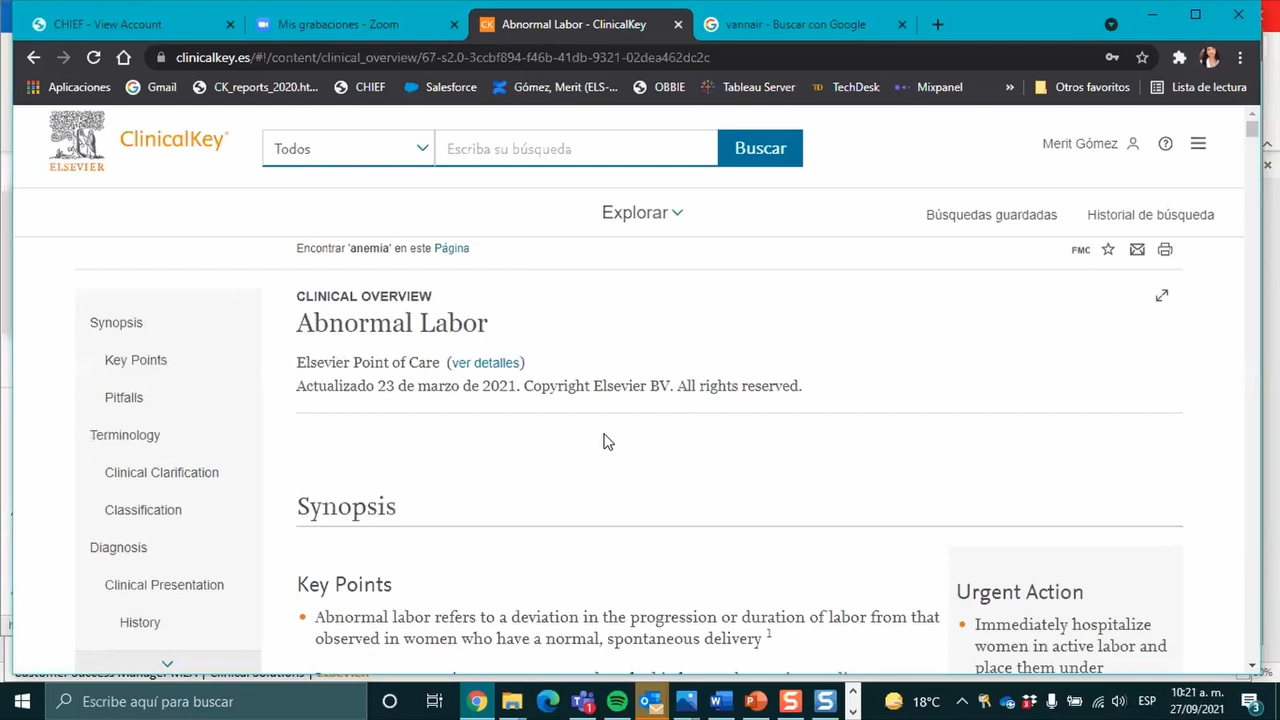 CHIEF - View Account
Mis grabaciones - Zoom
Abnormal Labor - ClinicalKey
vannair - Buscar con Google
clinicalkey.es/#!/content/clinical_overview/67-s2.0-3ccbf894-f46b-41db-9321-02dea462dc2c
Aplicaciones
Gmail
CK_reports_2020.ht...
CHIEF
Salesforce
Gómez, Merit (ELS-...
OBBIE
Tableau Server
TechDesk
Mixpanel
»
Otros favoritos
Lista de lectura
ELSEVIER
ClinicalKey®
Todos
Escriba su búsqueda
Buscar
Merit Gómez
Explorar
Búsquedas guardadas
Historial de búsqueda
Encontrar 'anemia' en este Página
FMC
CLINICAL OVERVIEW
Abnormal Labor
Elsevier Point of Care (ver detalles)
Actualizado 23 de marzo de 2021. Copyright Elsevier BV. All rights reserved.
Synopsis
Key Points
Pitfalls
Terminology
Clinical Clarification
Classification
Diagnosis
Clinical Presentation
History
Synopsis
Key Points
• Abnormal labor refers to a deviation in the progression or duration of labor from that
observed in women who have a normal, spontaneous delivery 1
Urgent Action
• Immediately hospitalize
women in active labor and
place them under
Escribe aquí para buscar
18°C
ESP
10:21 a. m.
27/09/2021
3